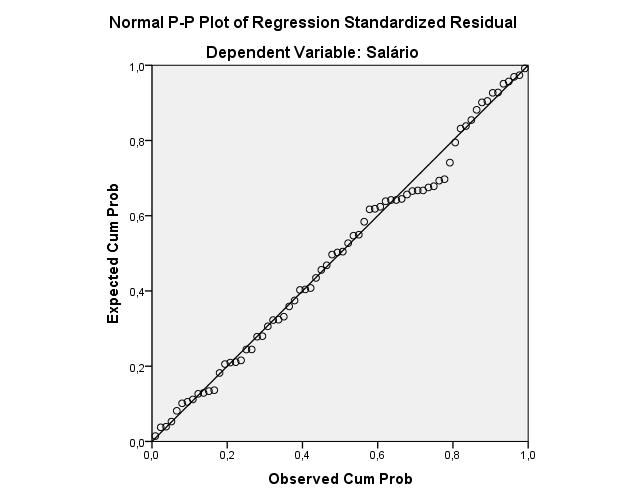 Normal P-P Plot of Regression Standardized Residual
Dependent Variable: Salário
1,0
0,8
0,6
0,4
0,2
0,0
Expected Cum Prob
0,0 0,2 0,4 0,6 0,8 1,0
Observed Cum Prob